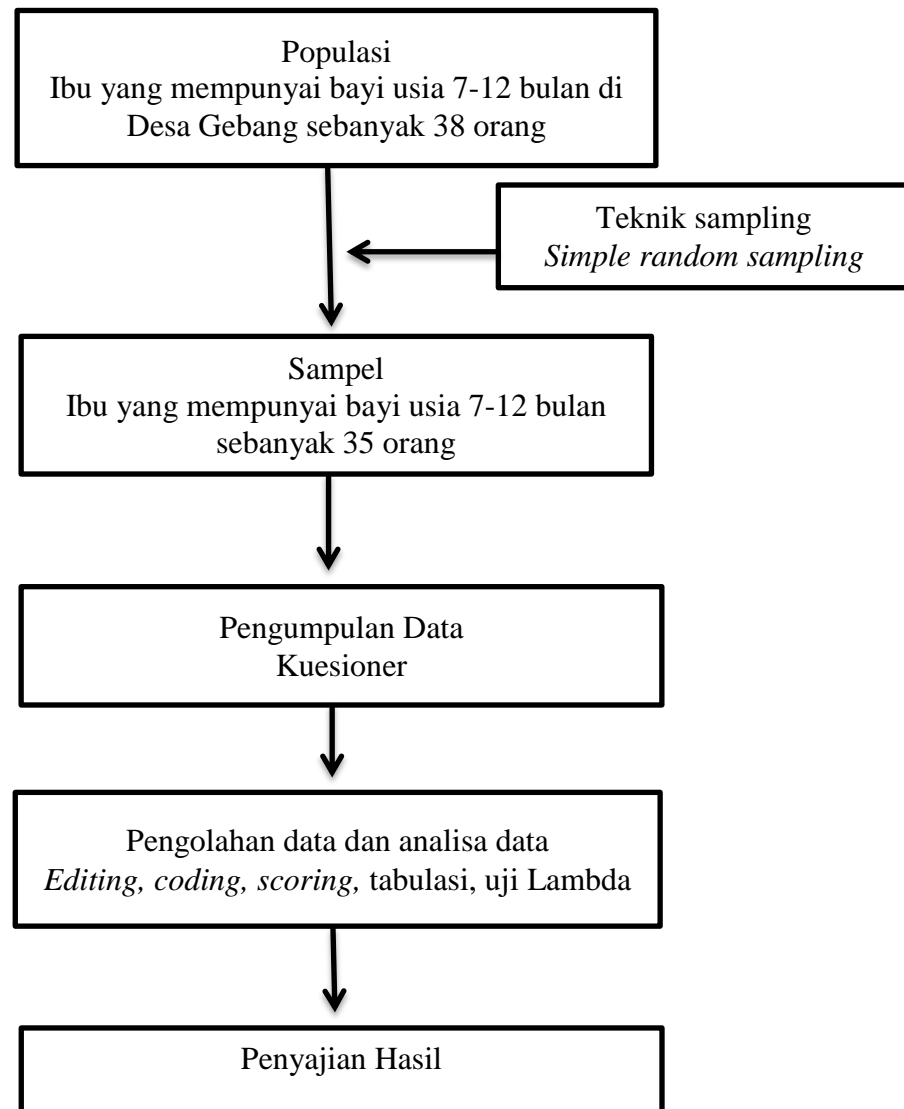 Populasi
Ibu yang mempunyai bayi usia 7-12 bulan di
Desa Gebang sebanyak 38 orang
Teknik sampling
Simple random sampling
Sampel
Ibu yang mempunyai bayi usia 7-12 bulan
sebanyak 35 orang
Pengumpulan Data
Kuesioner
Pengolahan data dan analisa data
Editing, coding, scoring, tabulasi, uji Lambda
Penyajian Hasil